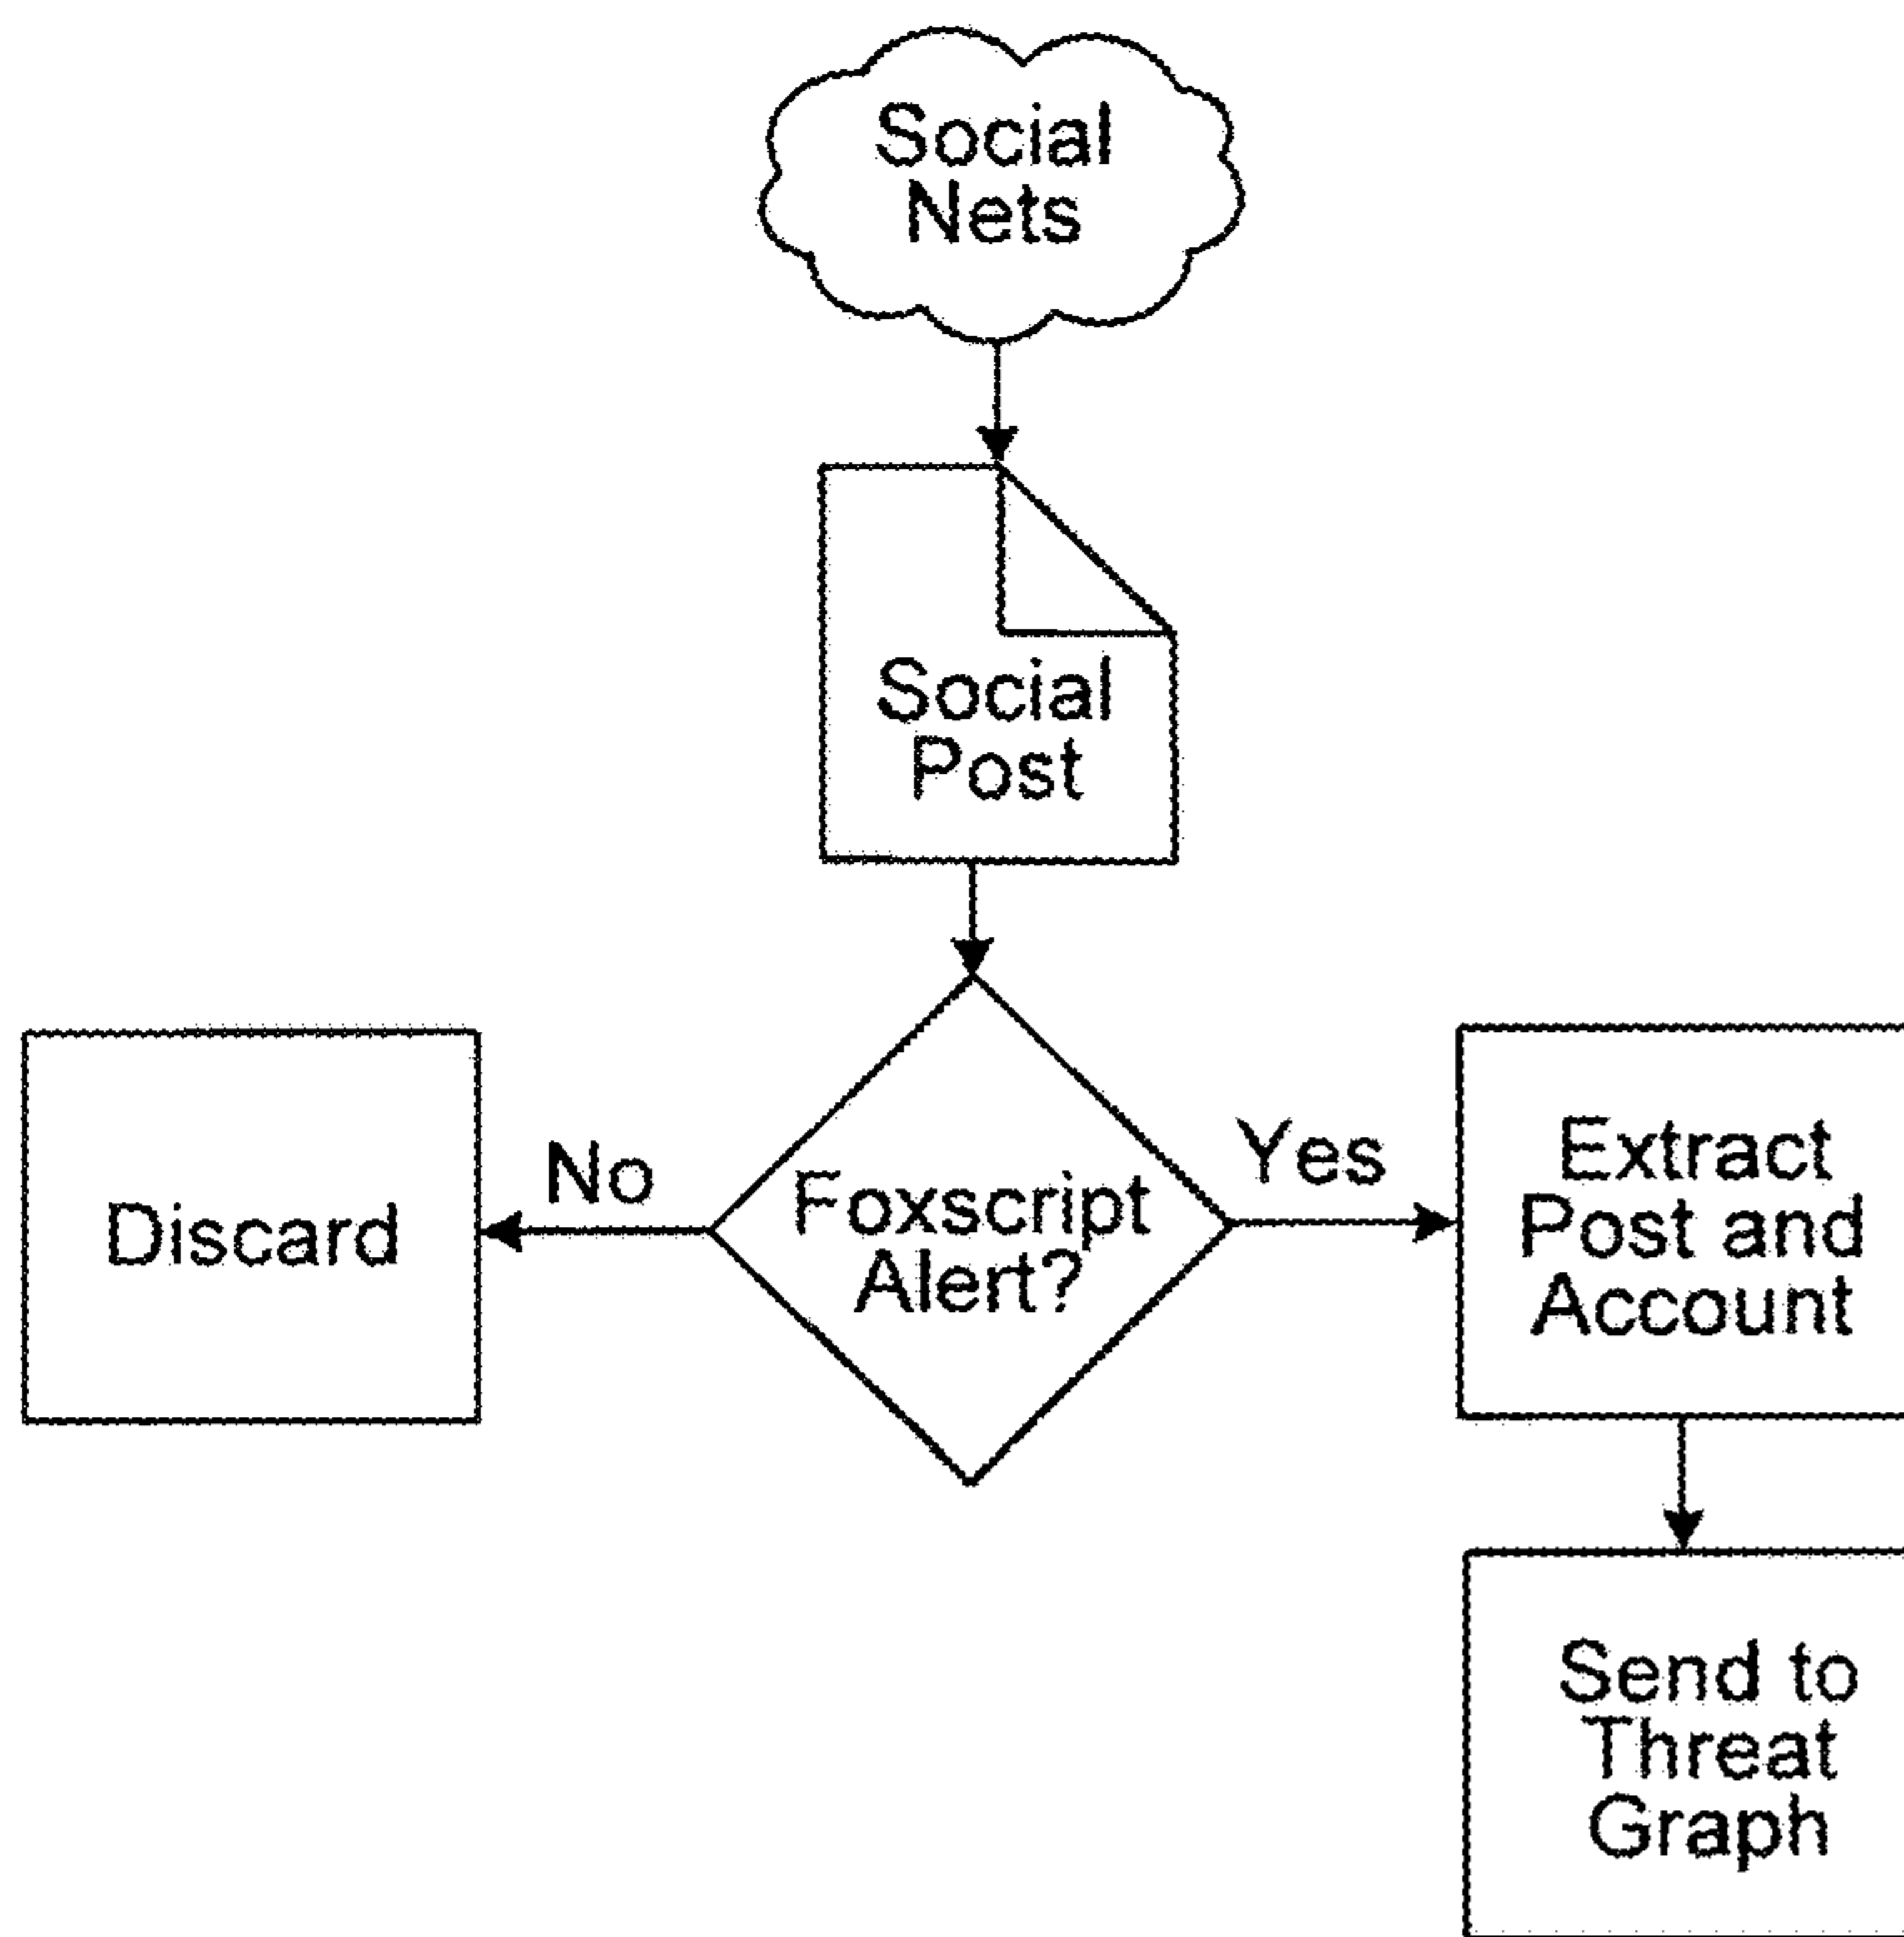 Social
Nets
Social
Post
Foxscript
Alert?
No
Discard
Yes
Extract
Post and
Account
Send to
Threat
Graph